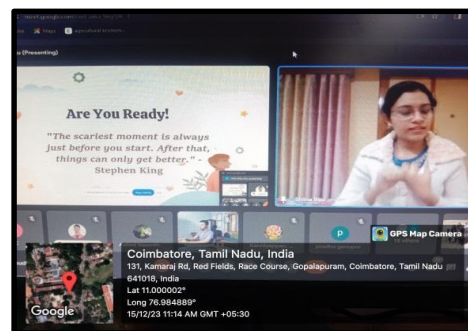 (Presenting)
Are You Ready!
"The scariest moment is always
just before you start. After that,
things can only get better." -
Stephen King
P
GPS Map Camera
Coimbatore, Tamil Nadu, India
131, Kamaraj Rd, Red Fields, Race Course, Gopalapuram, Coimbatore, Tamil Nadu
641018, India
Lat 11.000002°
Long 76.984889°
15/12/23 11:14 AM GMT +05:30
Google